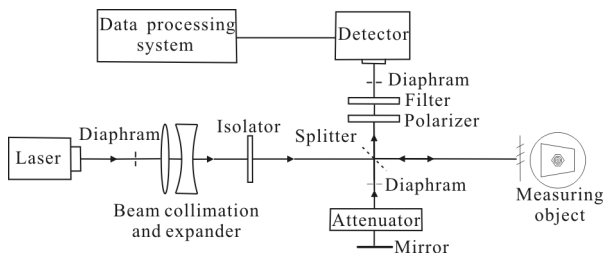 Data processing
system
Detector
Diaphram
Filter
Polarizer
Splitter
Isolator
Diaphram
Laser
Beam collimation
and expander
Diaphram
Attenuator
Mirror
Measuring
object